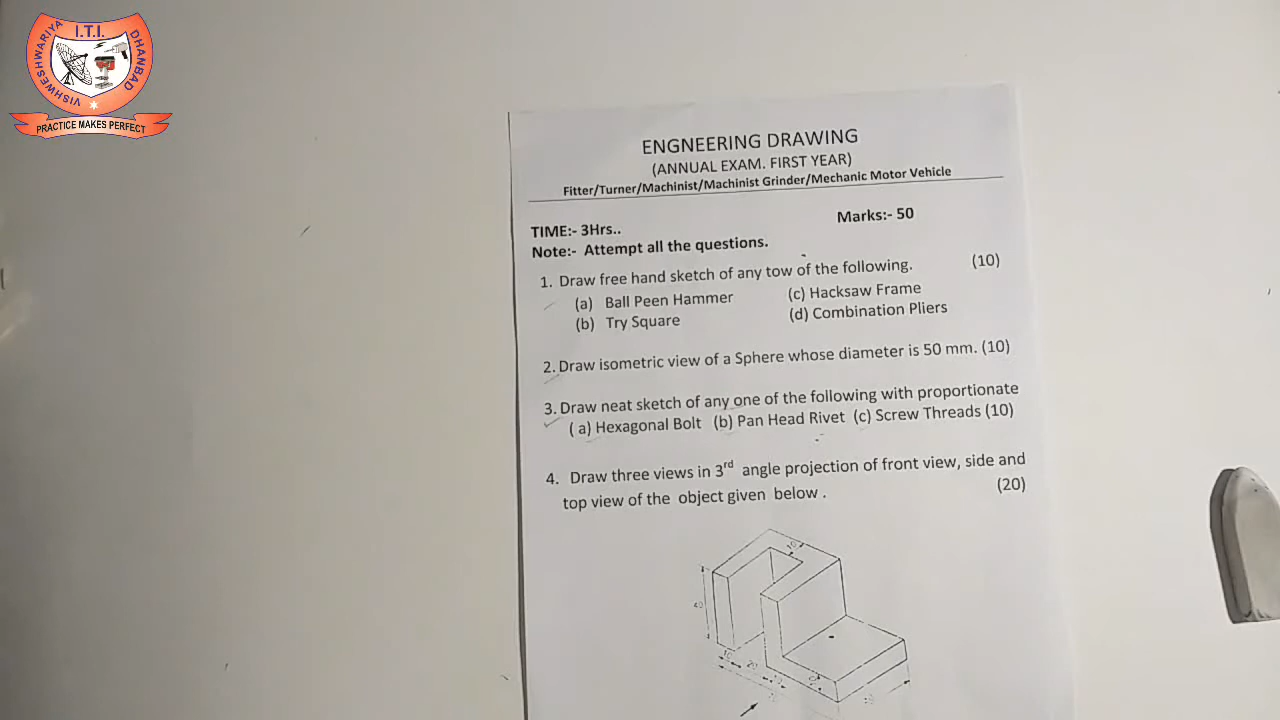 VISHWESHWARIYA I.T.I. DHANBAD
PRACTICE MAKES PERFECT
ENGNEERING DRAWING
(ANNUAL EXAM. FIRST YEAR)
Fitter/Turner/Machinist/Machinist Grinder/Mechanic Motor Vehicle
TIME:- 3Hrs.. Marks:- 50
Note:- Attempt all the questions.
1. Draw free hand sketch of any tow of the following. (10)
(a) Ball Peen Hammer (c) Hacksaw Frame
(b) Try Square (d) Combination Pliers
2. Draw isometric view of a Sphere whose diameter is 50 mm. (10)
3. Draw neat sketch of any one of the following with proportionate
( a) Hexagonal Bolt (b) Pan Head Rivet (c) Screw Threads (10)
4. Draw three views in 3rd angle projection of front view, side and
top view of the object given below . (20)
10
40
10 20